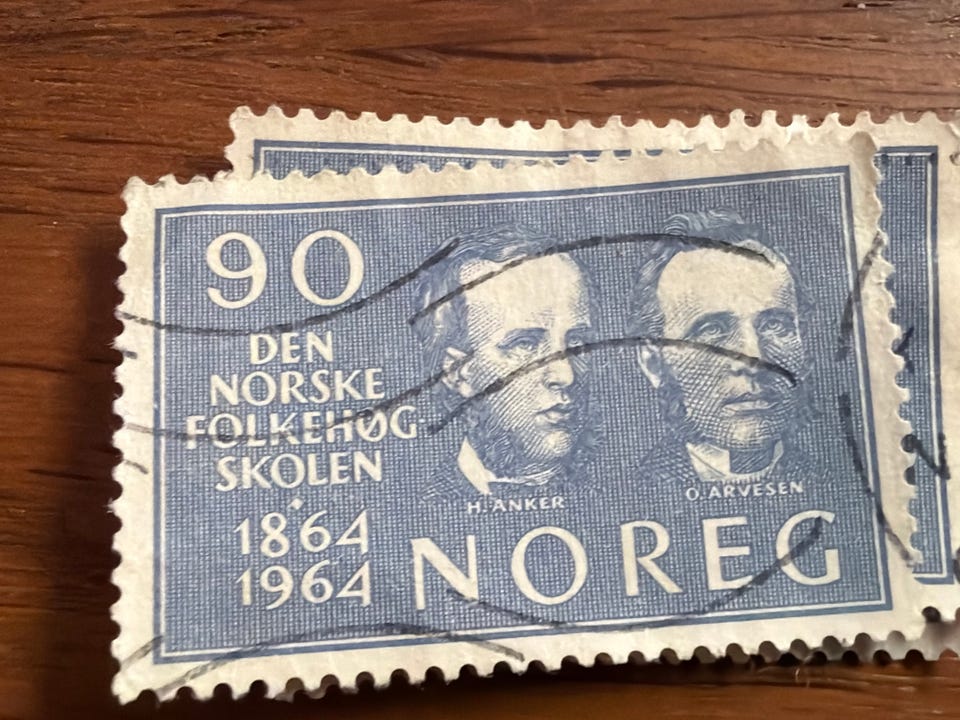 90
DEN
NORSKE
FOLKEHØG-
SKOLEN
1864
1964
H. ANKER
O. ARVESEN
NOREG